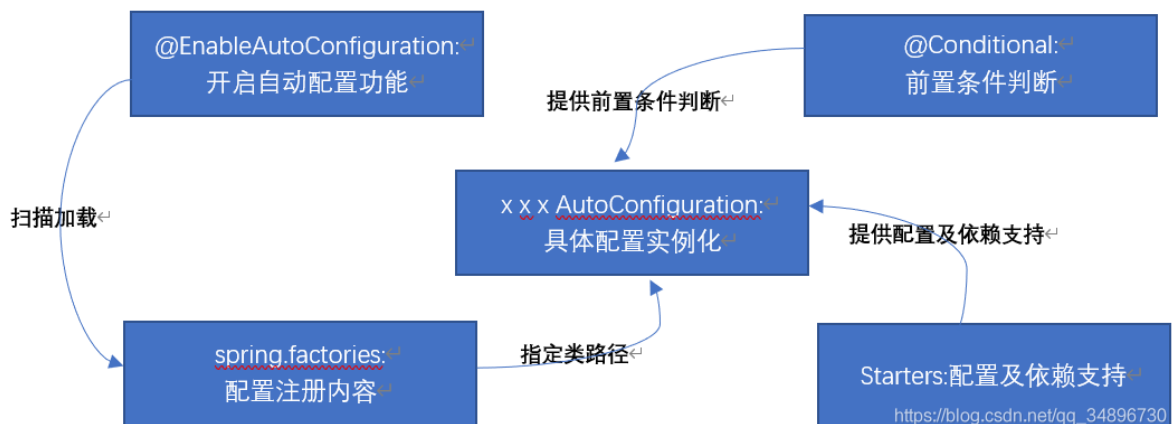 @EnableAutoConfiguration:
开启自动配置功能
@Conditional:
前置条件判断
提供前置条件判断
扫描加载
x x x AutoConfiguration:
具体配置实例化
提供配置及依赖支持
spring.factories:
配置注册内容
指定类路径
Starters:配置及依赖支持
https://blog.csdn.net/qq_34896730